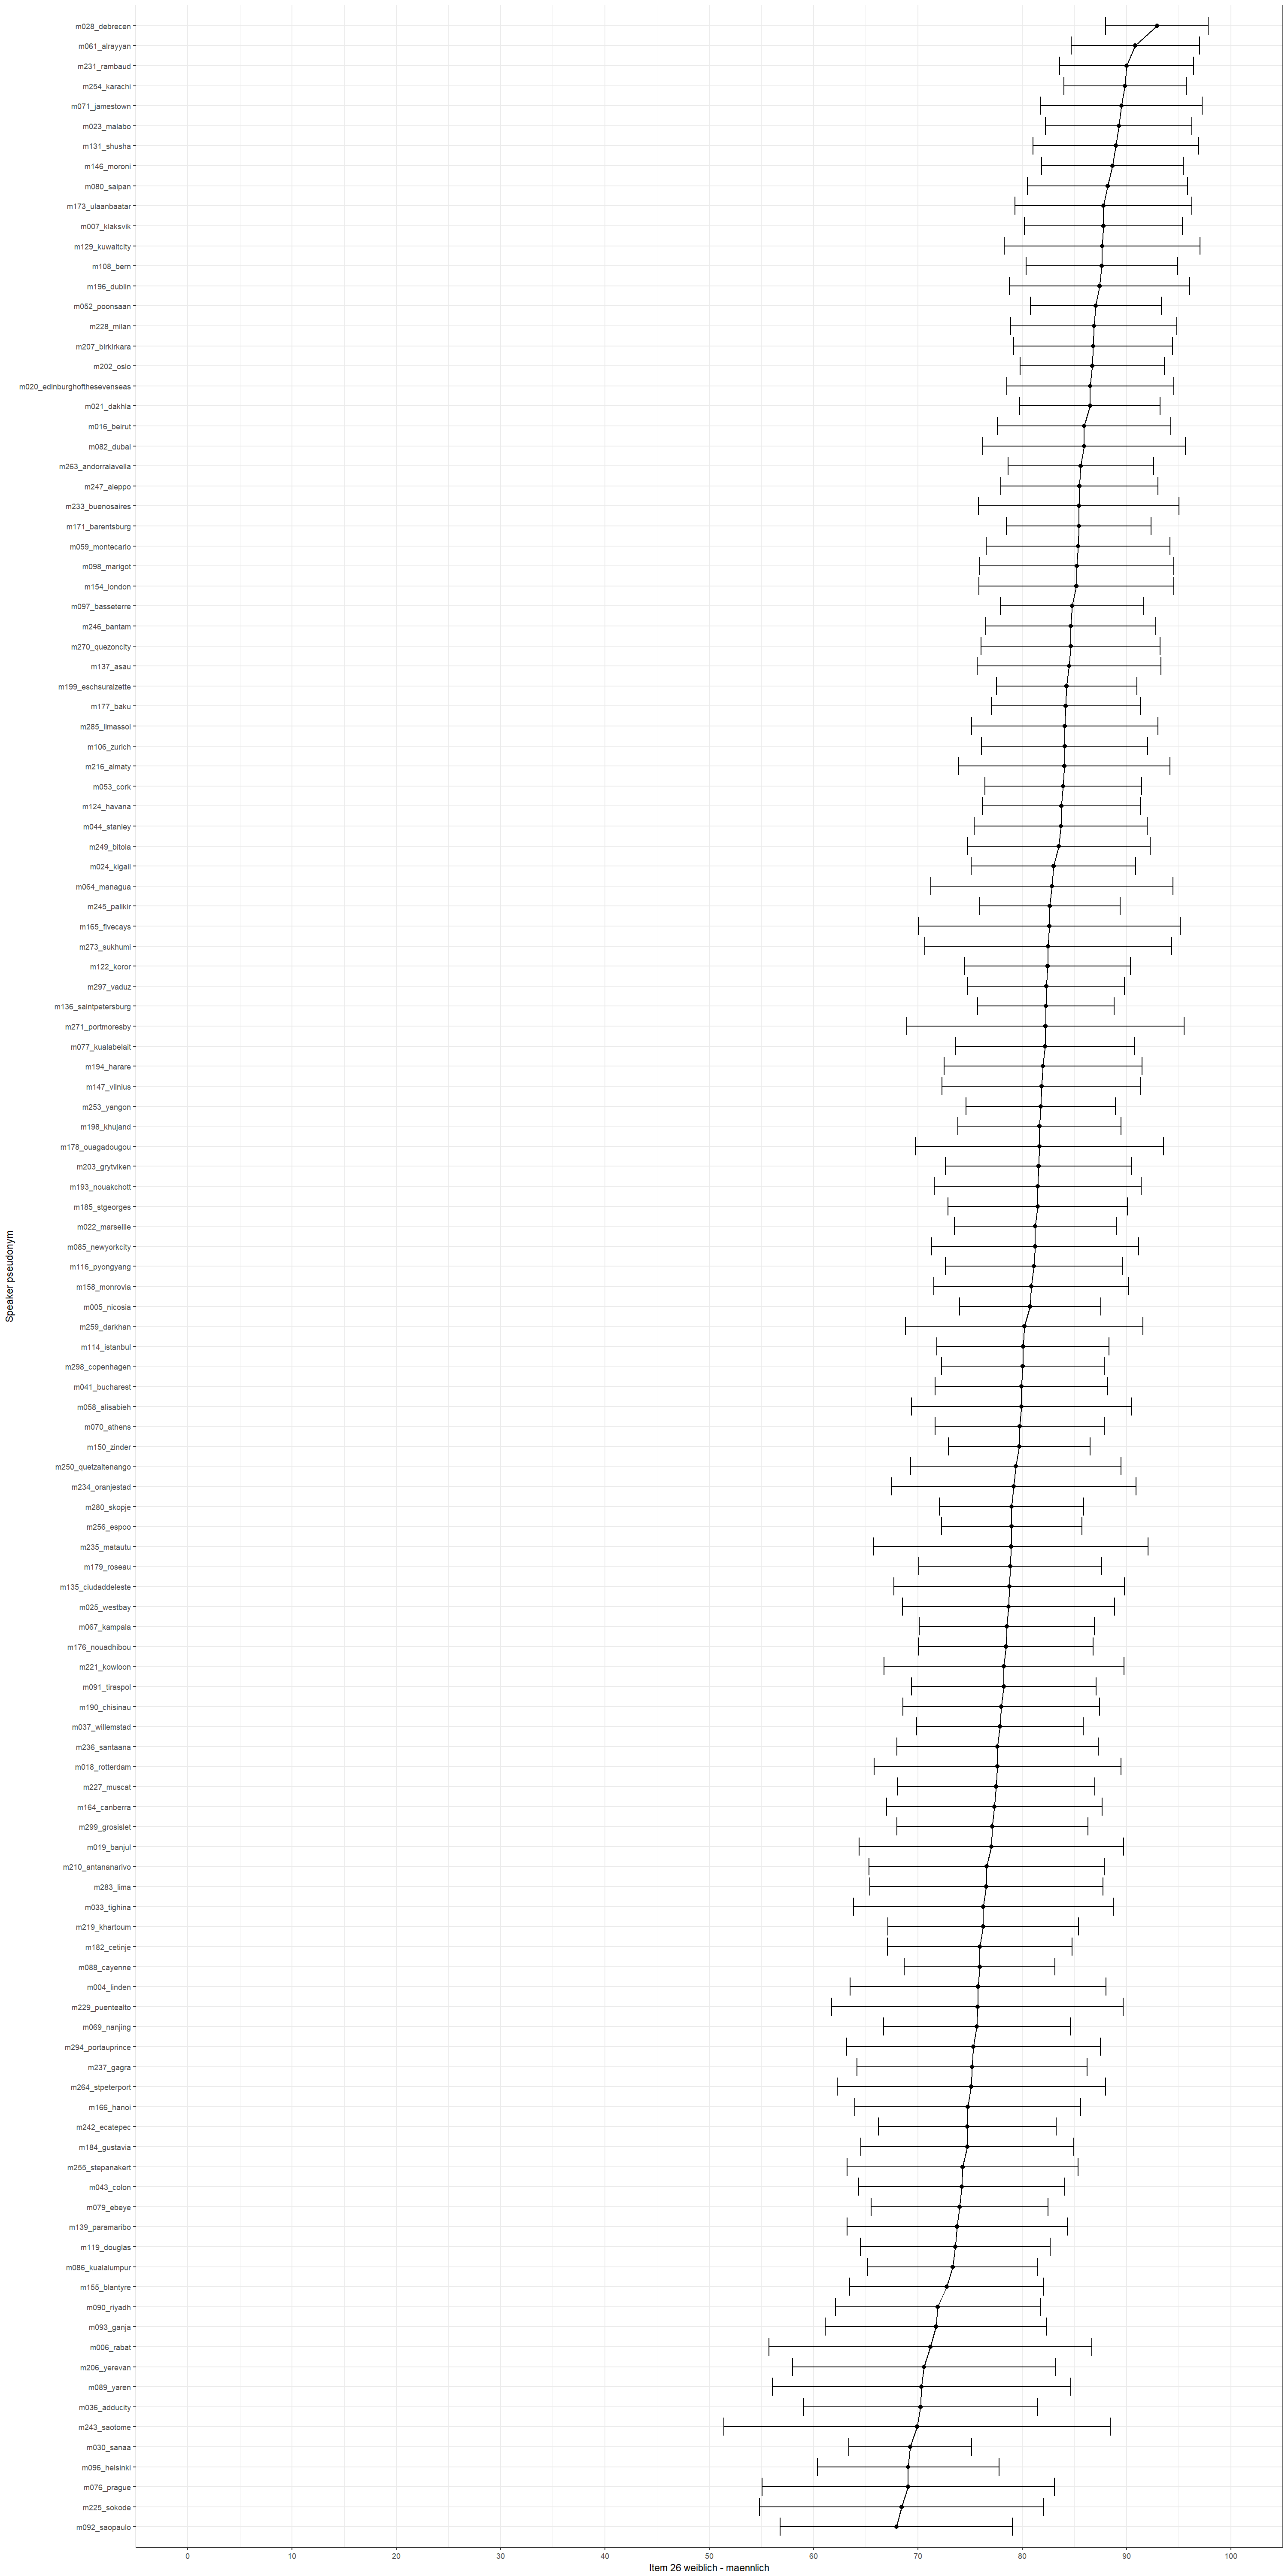 m028_debrecen
m061_alrayyan
m231_rambaud
m254_karachi
m071_jamestown
m023_malabo
m131_shusha
m146_moroni
m080_saipan
m173_ulaanbaatar
m007_klaksvik
m129_kuwaitcity
m108_bern
m196_dublin
m052_poonsaan
m228_milan
m207_birkirkara
m202_oslo
m020_edinburghofthesevenseas
m021_dakhla
m016_beirut
m082_dubai
m263_andorralavella
m247_aleppo
m233_buenosaires
m171_barentsburg
m059_montecarlo
m098_marigot
m154_london
m097_basseterre
m246_bantam
m270_quezoncity
m137_asau
m199_eschsuralzette
m177_baku
m285_limassol
m106_zurich
m216_almaty
m053_cork
m124_havana
m044_stanley
m249_bitola
m024_kigali
m064_managua
m245_palikir
m165_fivecays
m273_sukhumi
m122_koror
m297_vaduz
m136_saintpetersburg
m271_portmoresby
m077_kualabelait
m194_harare
m147_vilnius
m253_yangon
m198_khujand
m178_ouagadougou
m203_grytviken
m193_nouakchott
m185_stgeorges
m022_marseille
m085_newyorkcity
m116_pyongyang
m158_monrovia
m005_nicosia
m259_darkhan
m114_istanbul
m298_copenhagen
m041_bucharest
m058_alisabieh
m070_athens
m150_zinder
m250_quetzaltenango
m234_oranjestad
m280_skopje
m256_espoo
m235_matautu
m179_roseau
m135_ciudaddeleste
m025_westbay
m067_kampala
m176_nouadhibou
m221_kowloon
m091_tiraspol
m190_chisinau
m037_willemstad
m236_santaana
m018_rotterdam
m227_muscat
m164_canberra
m299_grosislet
m019_banjul
m210_antananarivo
m283_lima
m033_tighina
m219_khartoum
m182_cetinje
m088_cayenne
m004_linden
m229_puentealto
m069_nanjing
m294_portauprince
m237_gagra
m264_stpeterport
m166_hanoi
m242_ecatepec
m184_gustavia
m255_stepanakert
m043_colon
m079_ebeye
m139_paramaribo
m119_douglas
m086_kualalumpur
m155_blantyre
m090_riyadh
m093_ganja
m006_rabat
m206_yerevan
m089_yaren
m036_adducity
m243_saotome
m030_sanaa
m096_helsinki
m076_prague
m225_sokode
m092_saopaulo
Speaker pseudonym
0 10 20 30 40 50 60 70 80 90 100
Item 26 weiblich - maennlich